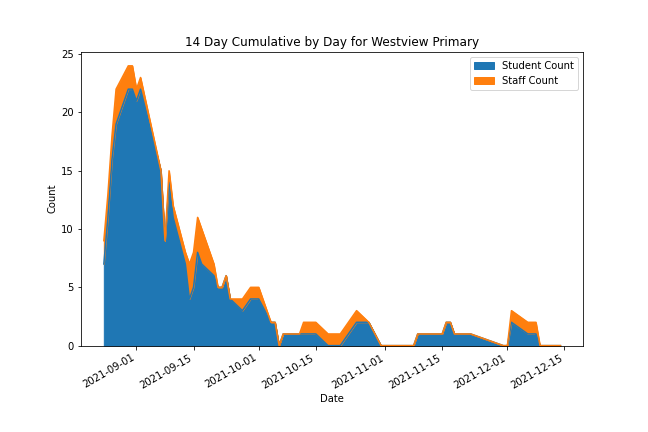 14 Day Cumulative by Day for Westview Primary
25
20
15
10
5
0
Count
Student Count
Staff Count
2021-09-01
2021-09-15
2021-10-01
2021-10-15
2021-11-01
2021-11-15
2021-12-01
2021-12-15
Date